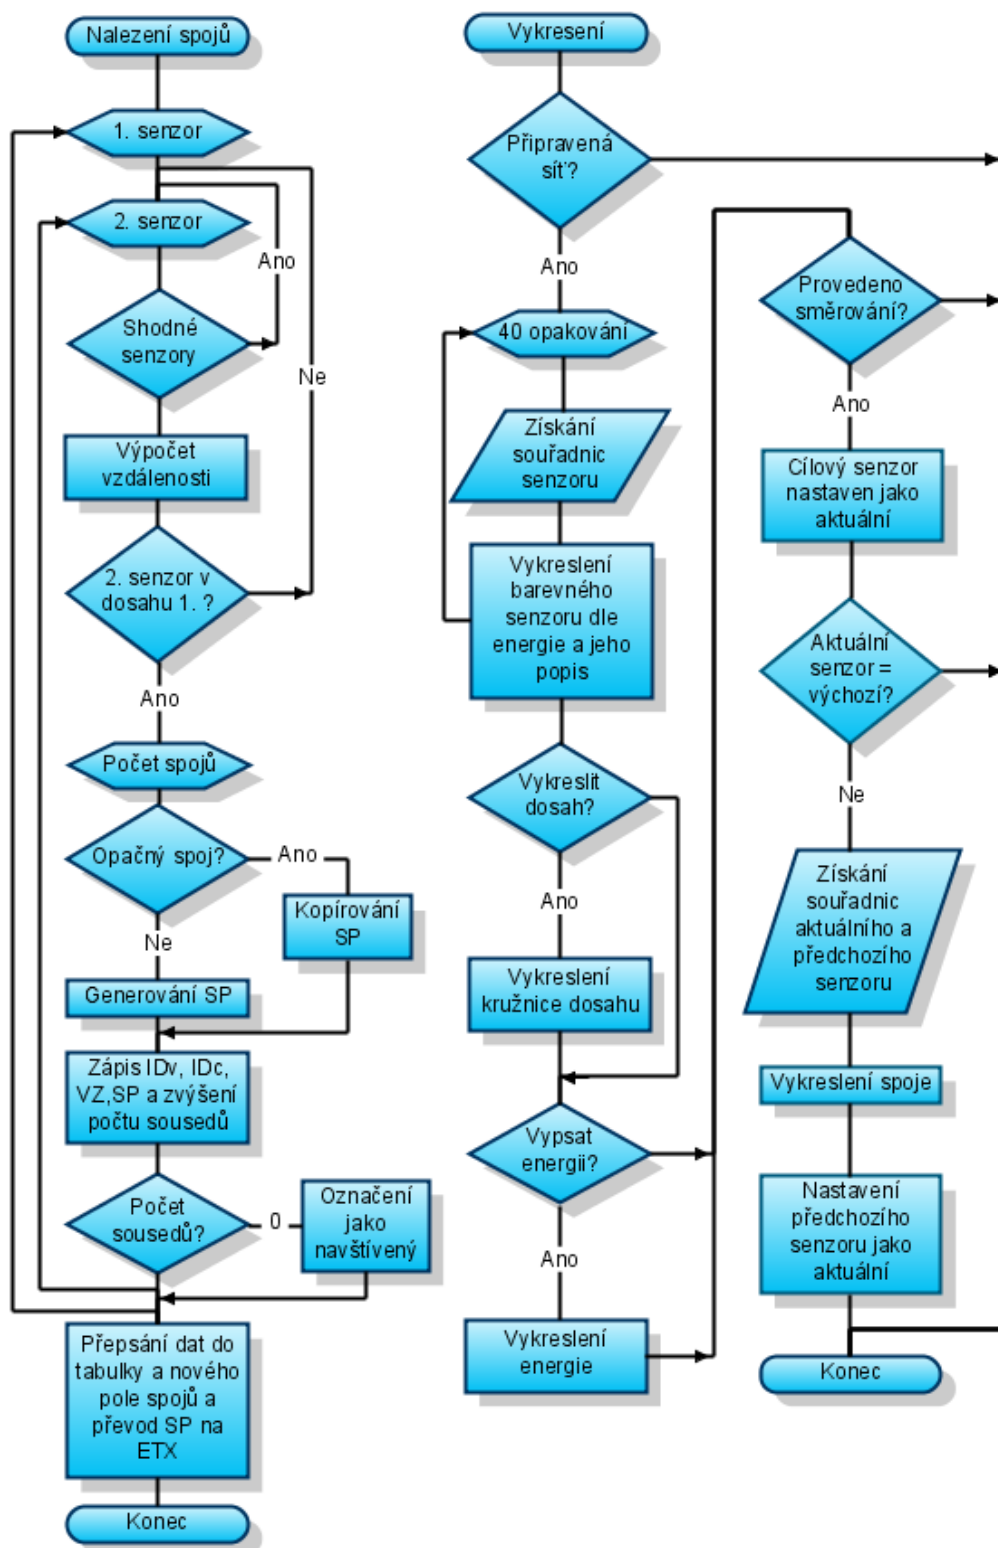 Nalezení spojů
1. senzor
2. senzor
Ano
Shodné
senzory
Ne
Výpočet
vzdálenosti
2. senzor v
dosahu 1. ?
Ano
Počet spojů
Opačný spoj?
Ano
Kopírování
SP
Ne
Generování SP
Zápis IDv, IDc,
VZ,SP a zvýšení
počtu sousedů
Počet
sousedů?
0
Označení
jako
navštívený
Přepsání dat do
tabulky a nového
pole spojů a
převod SP na
ETX
Konec
Vykresení
Připravená
síť?
Ano
40 opakování
Získání
souřadnic
senzoru
Vykreslení
barevného
senzoru dle
energie a jeho
popis
Vykreslit
dosah?
Ano
Vykreslení
kružnice dosahu
Vypsat
energii?
Ano
Vykreslení
energie
Provedeno
směrování?
Ano
Cílový senzor
nastaven jako
aktuální
Aktuální
senzor =
výchozí?
Ne
Získání
souřadnic
aktuálního a
předchozího
senzoru
Vykreslení spoje
Nastavení
předchozího
senzoru jako
aktuální
Konec